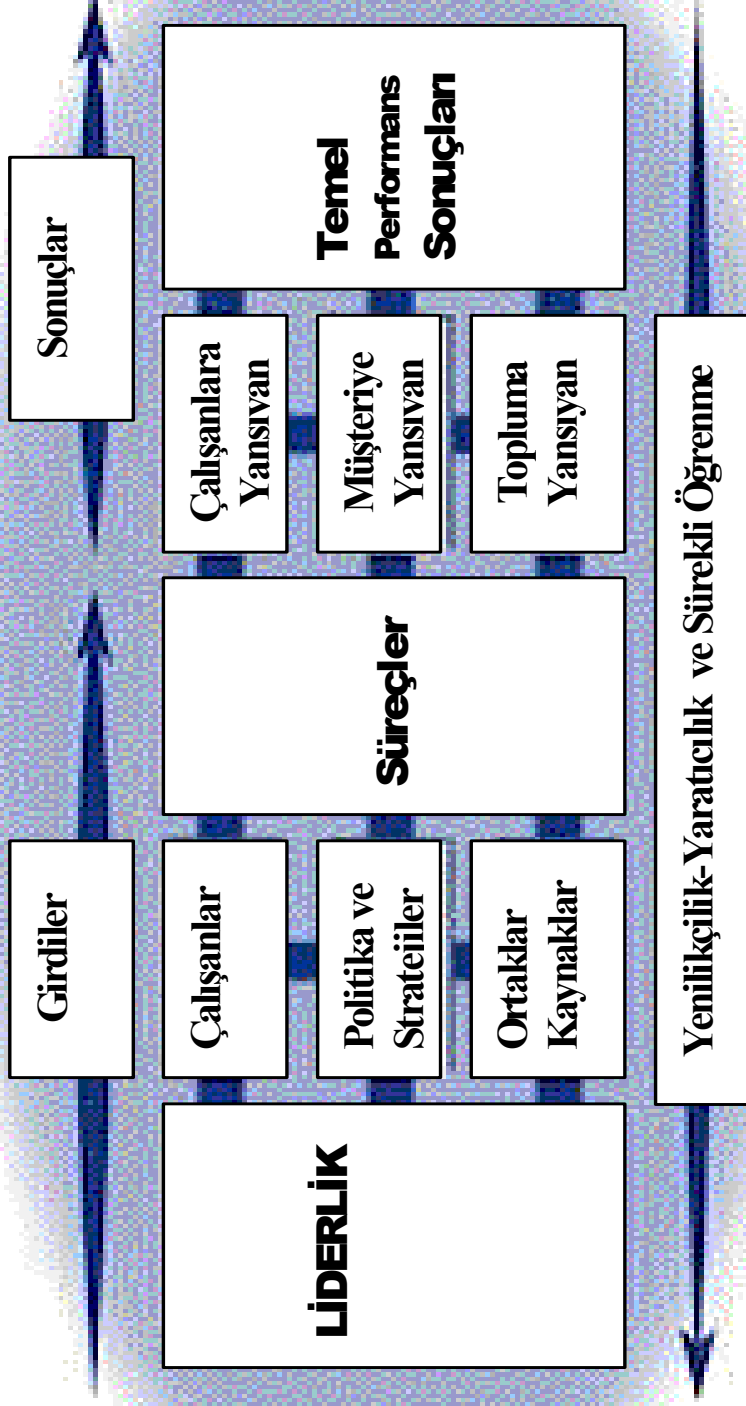 Girdiler
Sonuçlar
LİDERLİK
Çalışanlar
Politika ve
Stratejiler
Ortaklar
Kaynaklar
Süreçler
Çalışanlara
Yansıyan
Müşteriye
Yansıyan
Topluma
Yansıyan
Temel
Performans
Sonuçları
Yenilikçilik-Yaratıcılık ve Sürekli Öğrenme